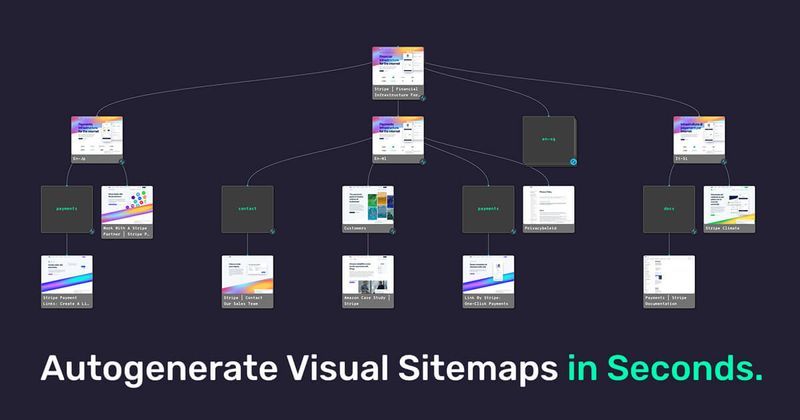 Stripe | Financial
Infrastructure For…
En-Jp
En-Nl
en-sg
It-Si
payments
Work With A Stripe
Partner | Stripe P…
contact
Customers
payments
Privacybeleid
docs
Stripe Climate
Stripe Payment
Links: Create A Li…
Stripe | Contact
Our Sales Team
Amazon Case Study |
Stripe
Link By Stripe:
One-Click Payments
Payments | Stripe
Documentation
Autogenerate Visual Sitemaps in Seconds.